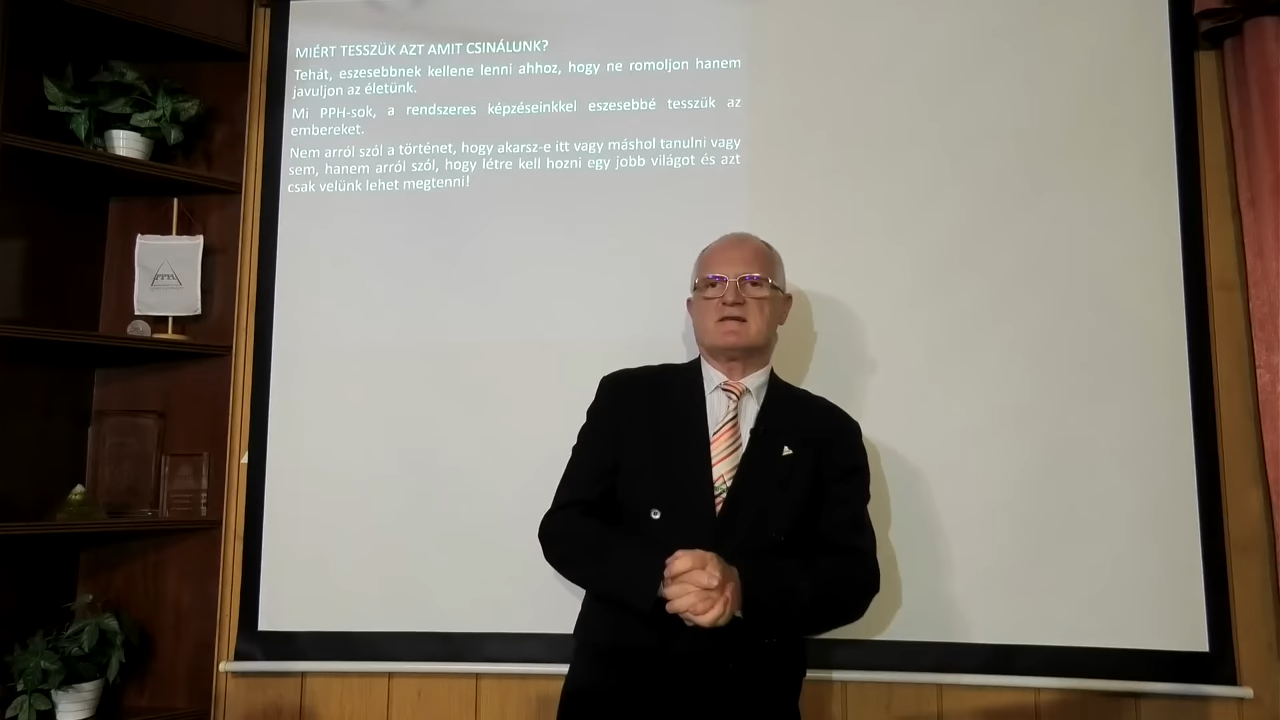 MIÉRT TESSZÜK AZT AMIT CSINÁLUNK?
Tehát, eszesebbnek kellene lenni ahhoz, hogy ne romoljon hanem
javuljon az életünk.
Mi PPH-sok, a rendszeres képzéseinkkel eszesebbé tesszük az
embereket.
Nem arról szól a történet, hogy akarsz-e itt vagy máshol tanulni vagy
sem, hanem arról szól, hogy létre kell hozni egy jobb világot és azt
csak velünk lehet megtenni!
PPH